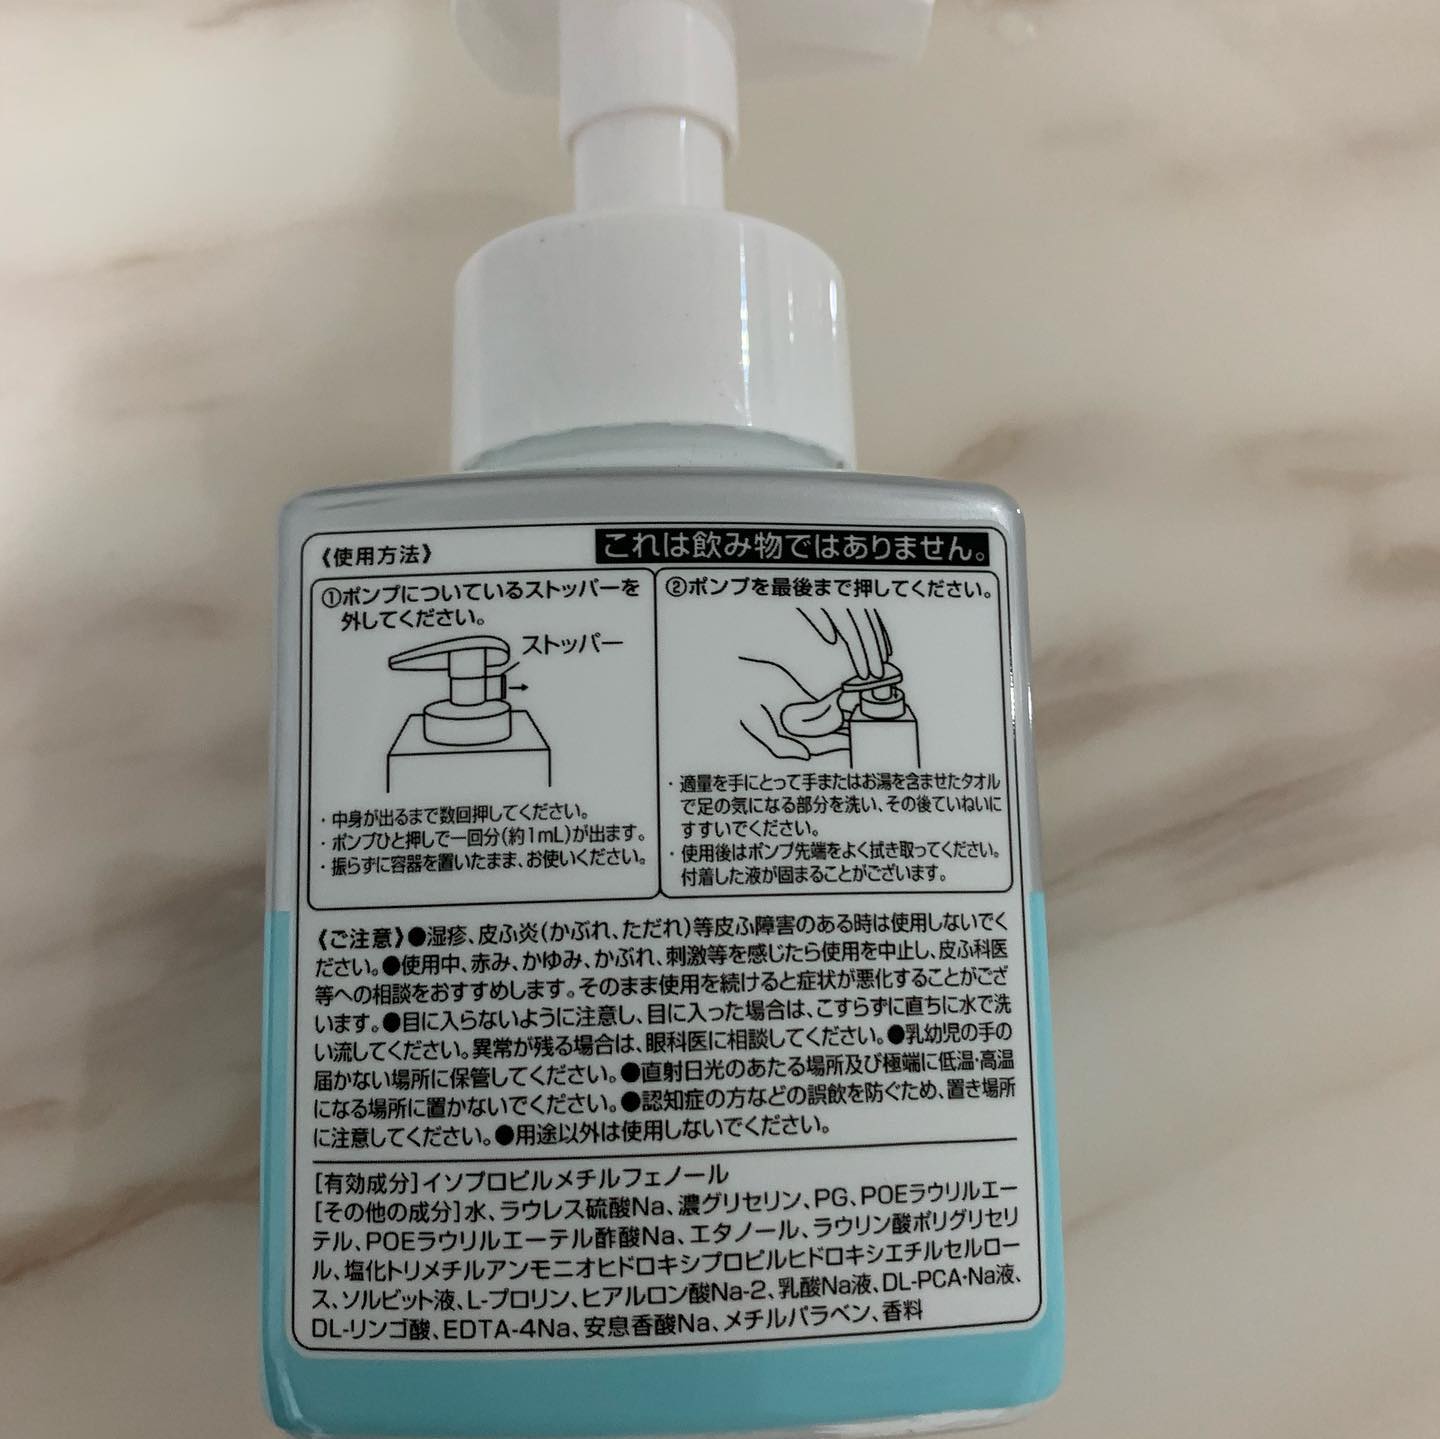 《使用方法》
これは飲み物ではありません。
①ポンプについているストッパーを
外してください。
ストッパー
・中身が出るまで数回押してください。
・ポンプひと押しで一回分(約1mL)が出ます。
・振らずに容器を置いたまま、お使いください。
②ポンプを最後まで押してください。
・適量を手にとって手またはお湯を含ませたタオル
で足の気になる部分を洗い、その後ていねいに
すすいでください。
・使用後はポンプ先端をよく拭き取ってください。
付着した液が固まることがございます。
《ご注意》●湿疹、皮ふ炎(かぶれ、ただれ)等皮ふ障害のある時は使用しないでく
ださい。●使用中、赤み、かゆみ、かぶれ、刺激等を感じたら使用を中止し、皮ふ科医
等への相談をおすすめします。そのまま使用を続けると症状が悪化することがござ
います。●目に入らないように注意し、目に入った場合は、こすらずに直ちに水で洗
い流してください。異常が残る場合は、眼科医に相談してください。●乳幼児の手の
届かない場所に保管してください。●直射日光のあたる場所及び極端に低温・高温
になる場所に置かないでください。●認知症の方などの誤飲を防ぐため、置き場所
に注意してください。●用途以外は使用しないでください。
[有効成分]イソプロピルメチルフェノール
[その他の成分]水、ラウレス硫酸Na、濃グリセリン、PG、POEラウリルエー
テル、POEラウリルエーテル酢酸Na、エタノール、ラウリン酸ポリグリセリ
ル、塩化トリメチルアンモニオヒドロキシプロピルヒドロキシエチルセルロー
ス、ソルビット液、L-プロリン、ヒアルロン酸Na-2、乳酸Na液、DL-PCA・Na液、
DL-リンゴ酸、EDTA-4Na、安息香酸Na、メチルパラベン、香料